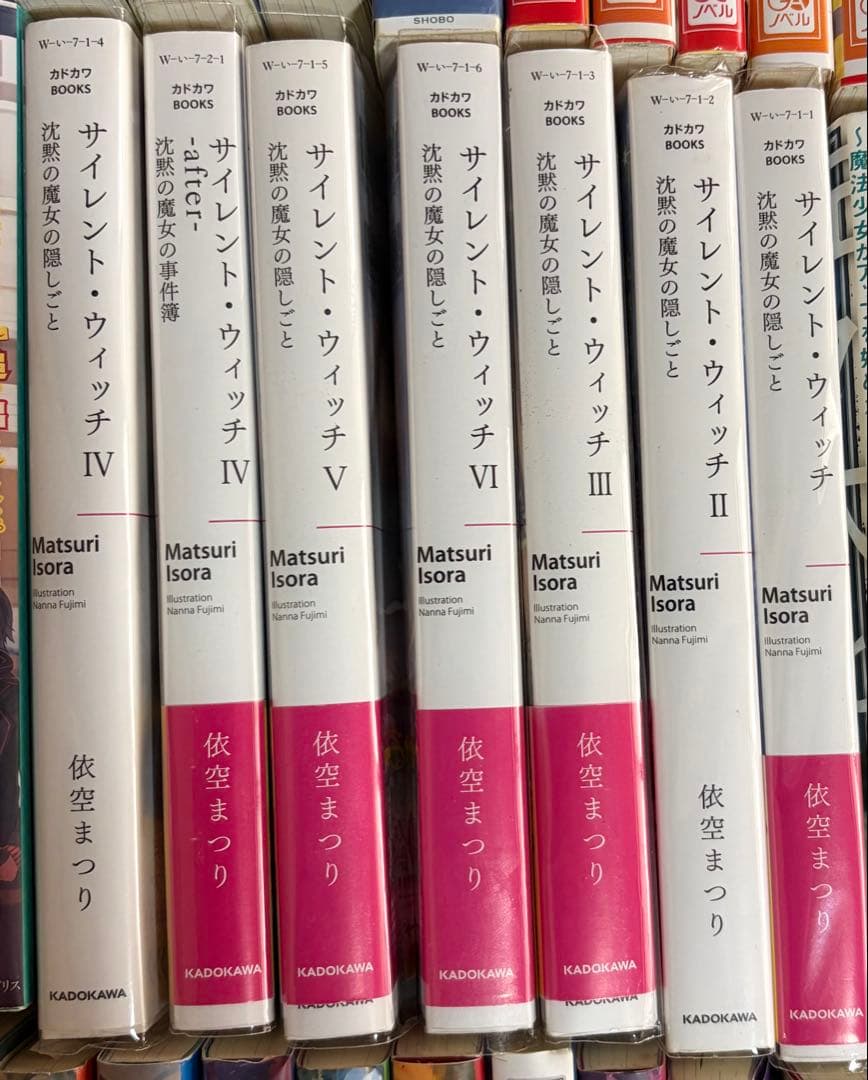 SHOBO
ノベル
GA
ノベル
W-い-7-1-4
カドカワ
BOOKS
サイレント・ウィッチ IV
沈黙の魔女の隠しごと
Matsuri
Isora
Illustration
Nanna Fujimi
依空まつり
KADOKAWA
W-い-7-2-1
カドカワ
BOOKS
サイレント・ウィッチ IV
-after-
沈黙の魔女の事件簿
Matsuri
Isora
Illustration
Nanna Fujimi
依空まつり
KADOKAWA
W-い-7-1-5
カドカワ
BOOKS
サイレント・ウィッチ V
沈黙の魔女の隠しごと
Matsuri
Isora
Illustration
Nanna Fujimi
依空まつり
KADOKAWA
KADOKAWA
W-い-7-1-6
カドカワ
BOOKS
サイレント・ウィッチ VI
沈黙の魔女の隠しごと
Matsuri
Isora
Illustration
Nanna Fujimi
依空まつり
KADOKAWA
W-い-7-1-3
カドカワ
BOOKS
サイレント・ウィッチ III
沈黙の魔女の隠しごと
Matsuri
Isora
Illustration
Nanna Fujimi
依空まつり
KADOKAWA
KADOKAWA
W-い-7-1-2
カドカワ
BOOKS
サイレント・ウィッチ II
沈黙の魔女の隠しごと
Matsuri
Isora
Illustration
Nanna Fujimi
依空まつり
KADOKAWA
W-い-7-1-1
カドカワ
BOOKS
サイレント・ウィッチ
沈黙の魔女の隠しごと
Matsuri
Isora
Illustration
Nanna Fujimi
依空まつり
KADOKAWA
～魔法少女